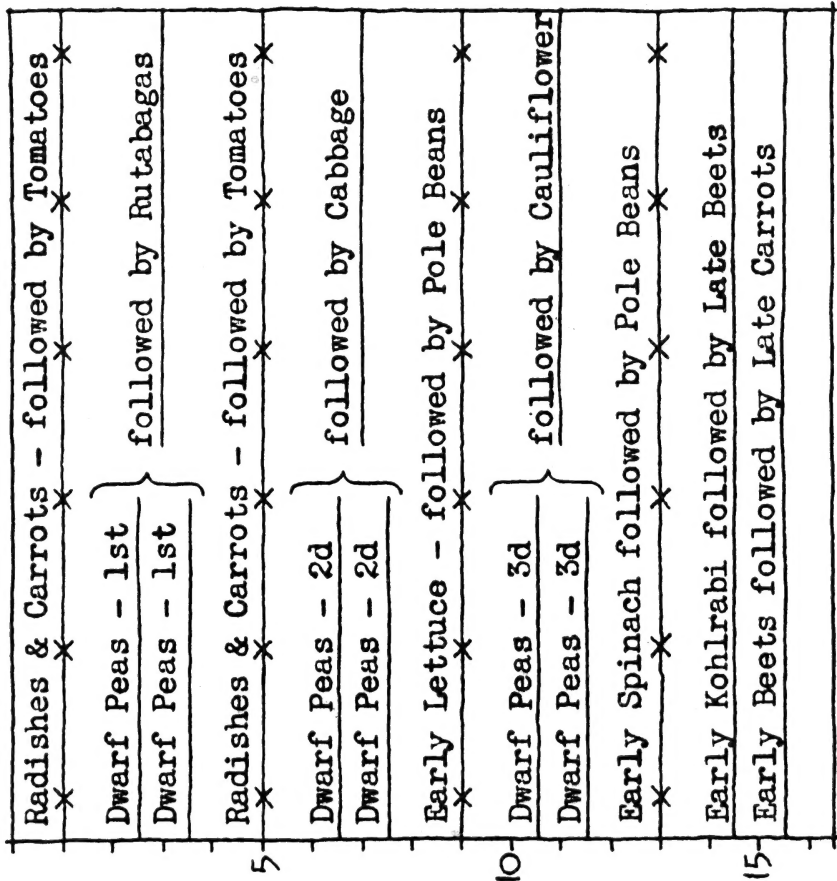 Radishes & Carrots - followed by Tomatoes
Dwarf Peas - 1st
Dwarf Peas - 1st
followed by Rutabagas
5
Radishes & Carrots - followed by Tomatoes
Dwarf Peas - 2d
Dwarf Peas - 2d
followed by Cabbage
Early Lettuce - followed by Pole Beans
10
Dwarf Peas - 3d
Dwarf Peas - 3d
followed by Cauliflower
Early Spinach followed by Pole Beans
Early Kohlrabi followed by Late Beets
15
Early Beets followed by Late Carrots